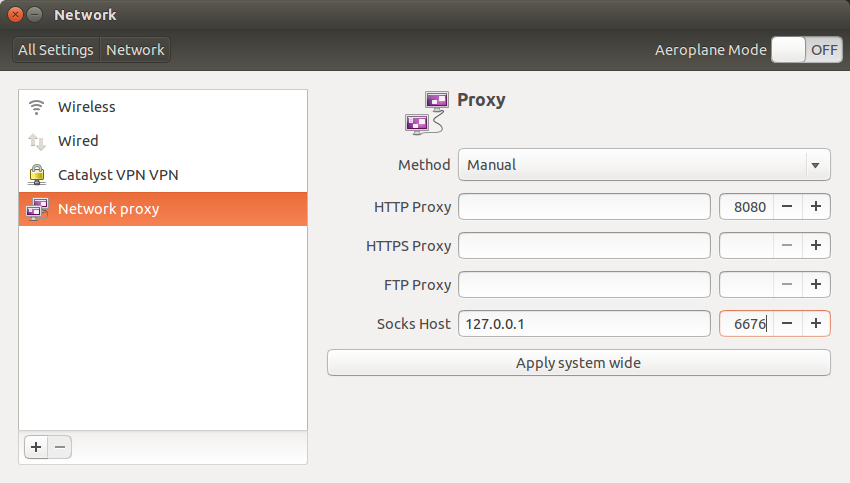 Network
All Settings Network Aeroplane Mode OFF
Wireless
Wired
Catalyst VPN VPN
Network proxy
Proxy
Method Manual
HTTP Proxy 8080 − +
HTTPS Proxy − +
FTP Proxy − +
Socks Host 127.0.0.1 6676 − +
Apply system wide
+ −